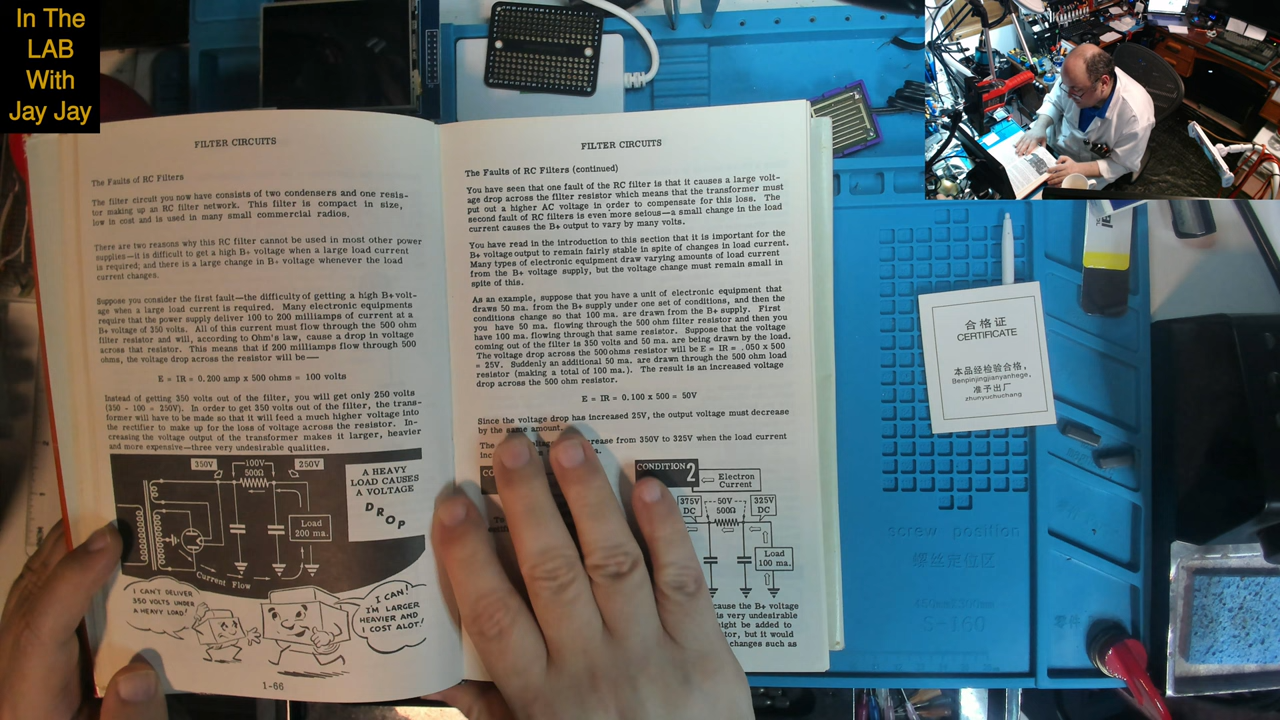 In The
LAB
With
Jay Jay
FILTER CIRCUITS
The Faults of RC Filters
The filter circuit you now have consists of two condensers and one resis-
tor making up an RC filter network. This filter is compact in size,
low in cost and is used in many small commercial radios.
There are two reasons why this RC filter cannot be used in most other power
supplies—it is difficult to get a high B+ voltage when a large load current
is required; and there is a large change in B+ voltage whenever the load
current changes.
Suppose you consider the first fault—the difficulty of getting a high B+ volt-
age when a large load current is required. Many electronic equipments
require that the power supply deliver 100 to 200 milliamps of current at a
B+ voltage of 350 volts. All of this current must flow through the 500 ohm
filter resistor and will, according to Ohm's law, cause a drop in voltage
across that resistor. This means that if 200 milliamps flow through 500
ohms, the voltage drop across the resistor will be—
E = IR = 0.200 amp x 500 ohms = 100 volts
Instead of getting 350 volts out of the filter, you will get only 250 volts
(350 - 100 = 250V). In order to get 350 volts out of the filter, the trans-
former will have to be made so that it will feed a much higher voltage into
the rectifier to make up for the loss of voltage across the resistor. In-
creasing the voltage output of the transformer makes it larger, heavier
and more expensive—three very undesirable qualities.
350V
100V
500Ω
250V
A HEAVY
LOAD CAUSES
A VOLTAGE
DROP
Load
200 ma.
Current Flow
I CAN'T DELIVER
350 VOLTS UNDER
A HEAVY LOAD!
I CAN!
I'M LARGER
HEAVIER AND
I COST ALOT!
1-66
FILTER CIRCUITS
The Faults of RC Filters (continued)
You have seen that one fault of the RC filter is that it causes a large volt-
age drop across the filter resistor which means that the transformer must
put out a higher AC voltage in order to compensate for this loss. The
second fault of RC filters is even more seious—a small change in the load
current causes the B+ output to vary by many volts.
You have read in the introduction to this section that it is important for the
B+ voltage output to remain fairly stable in spite of changes in load current.
Many types of electronic equipment draw varying amounts of load current
from the B+ voltage supply, but the voltage change must remain small in
spite of this.
As an example, suppose that you have a unit of electronic equipment that
draws 50 ma. from the B+ supply under one set of conditions, and then the
conditions change so that 100 ma. are drawn from the B+ supply. First
you have 50 ma. flowing through the 500 ohm filter resistor and then you
have 100 ma. flowing through that same resistor. Suppose that the voltage
coming out of the filter is 350 volts and 50 ma. are being drawn by the load.
The voltage drop across the 500 ohms resistor will be E = IR = .050 x 500
= 25V. Suddenly an additional 50 ma. are drawn through the 500 ohm load
resistor (making a total of 100 ma.). The result is an increased voltage
drop across the 500 ohm resistor.
E = IR = 0.100 x 500 = 50V
Since the voltage drop has increased 25V, the output voltage must decrease
by the same amount.
crease from 350V to 325V when the load current
CONDITION 2
Electron
Current
375V
DC
50V
500Ω
325V
DC
Load
100 ma.
cause the B+ voltage
is very undesirable
ight be added to
tor, but it would
changes such as
合格证
CERTIFICATE
本品经检验合格,
Benpinjingjianyanhege,
准予出厂
zhunyuchuchang
screw position
螺丝定位区
S-160
零件